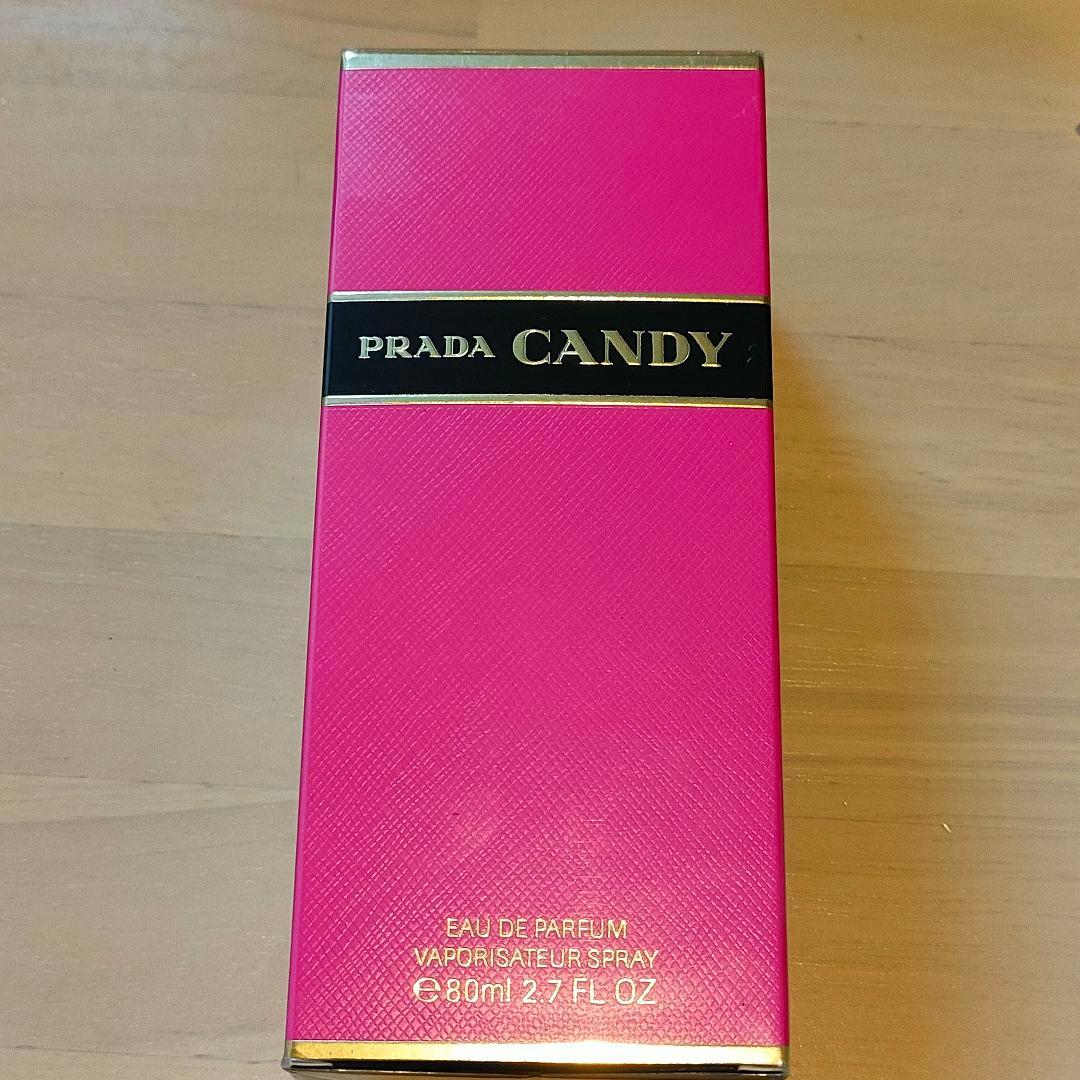 PRADA CANDY
EAU DE PARFUM
VAPORISATEUR SPRAY
℮80ml 2.7 FL OZ